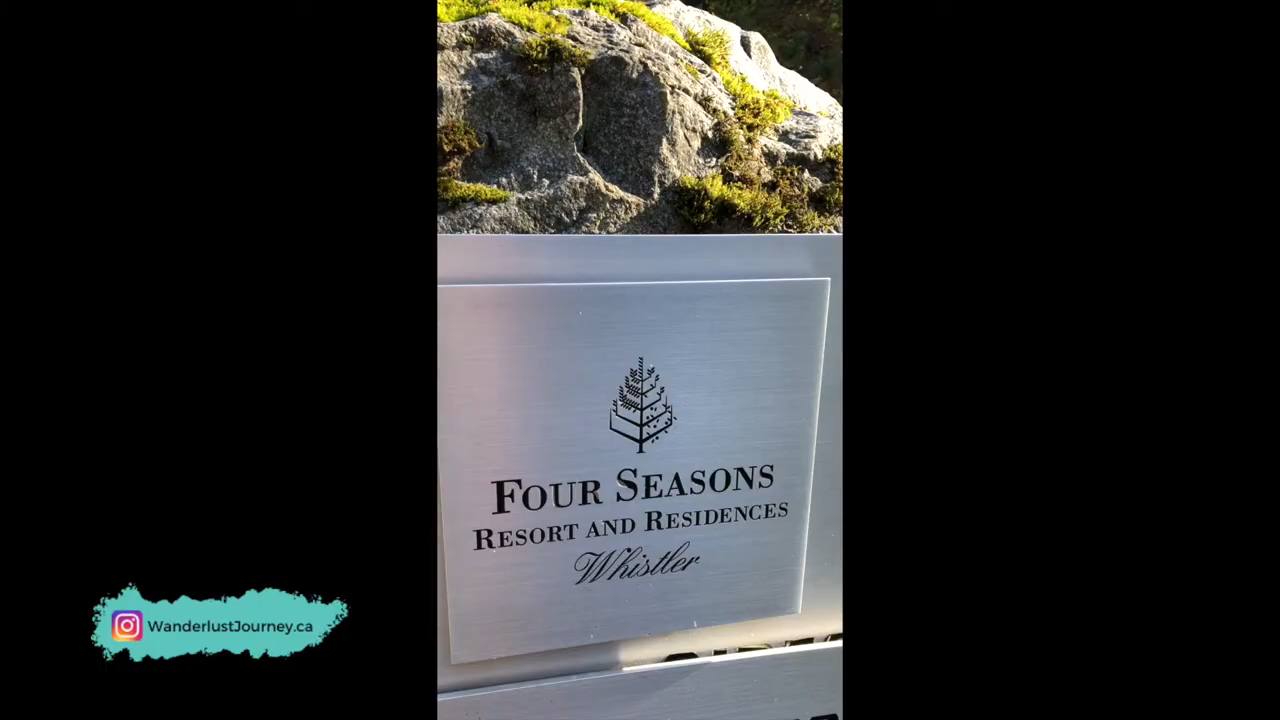 Four Seasons
Resort and Residences
Whistler
WanderlustJourney.ca